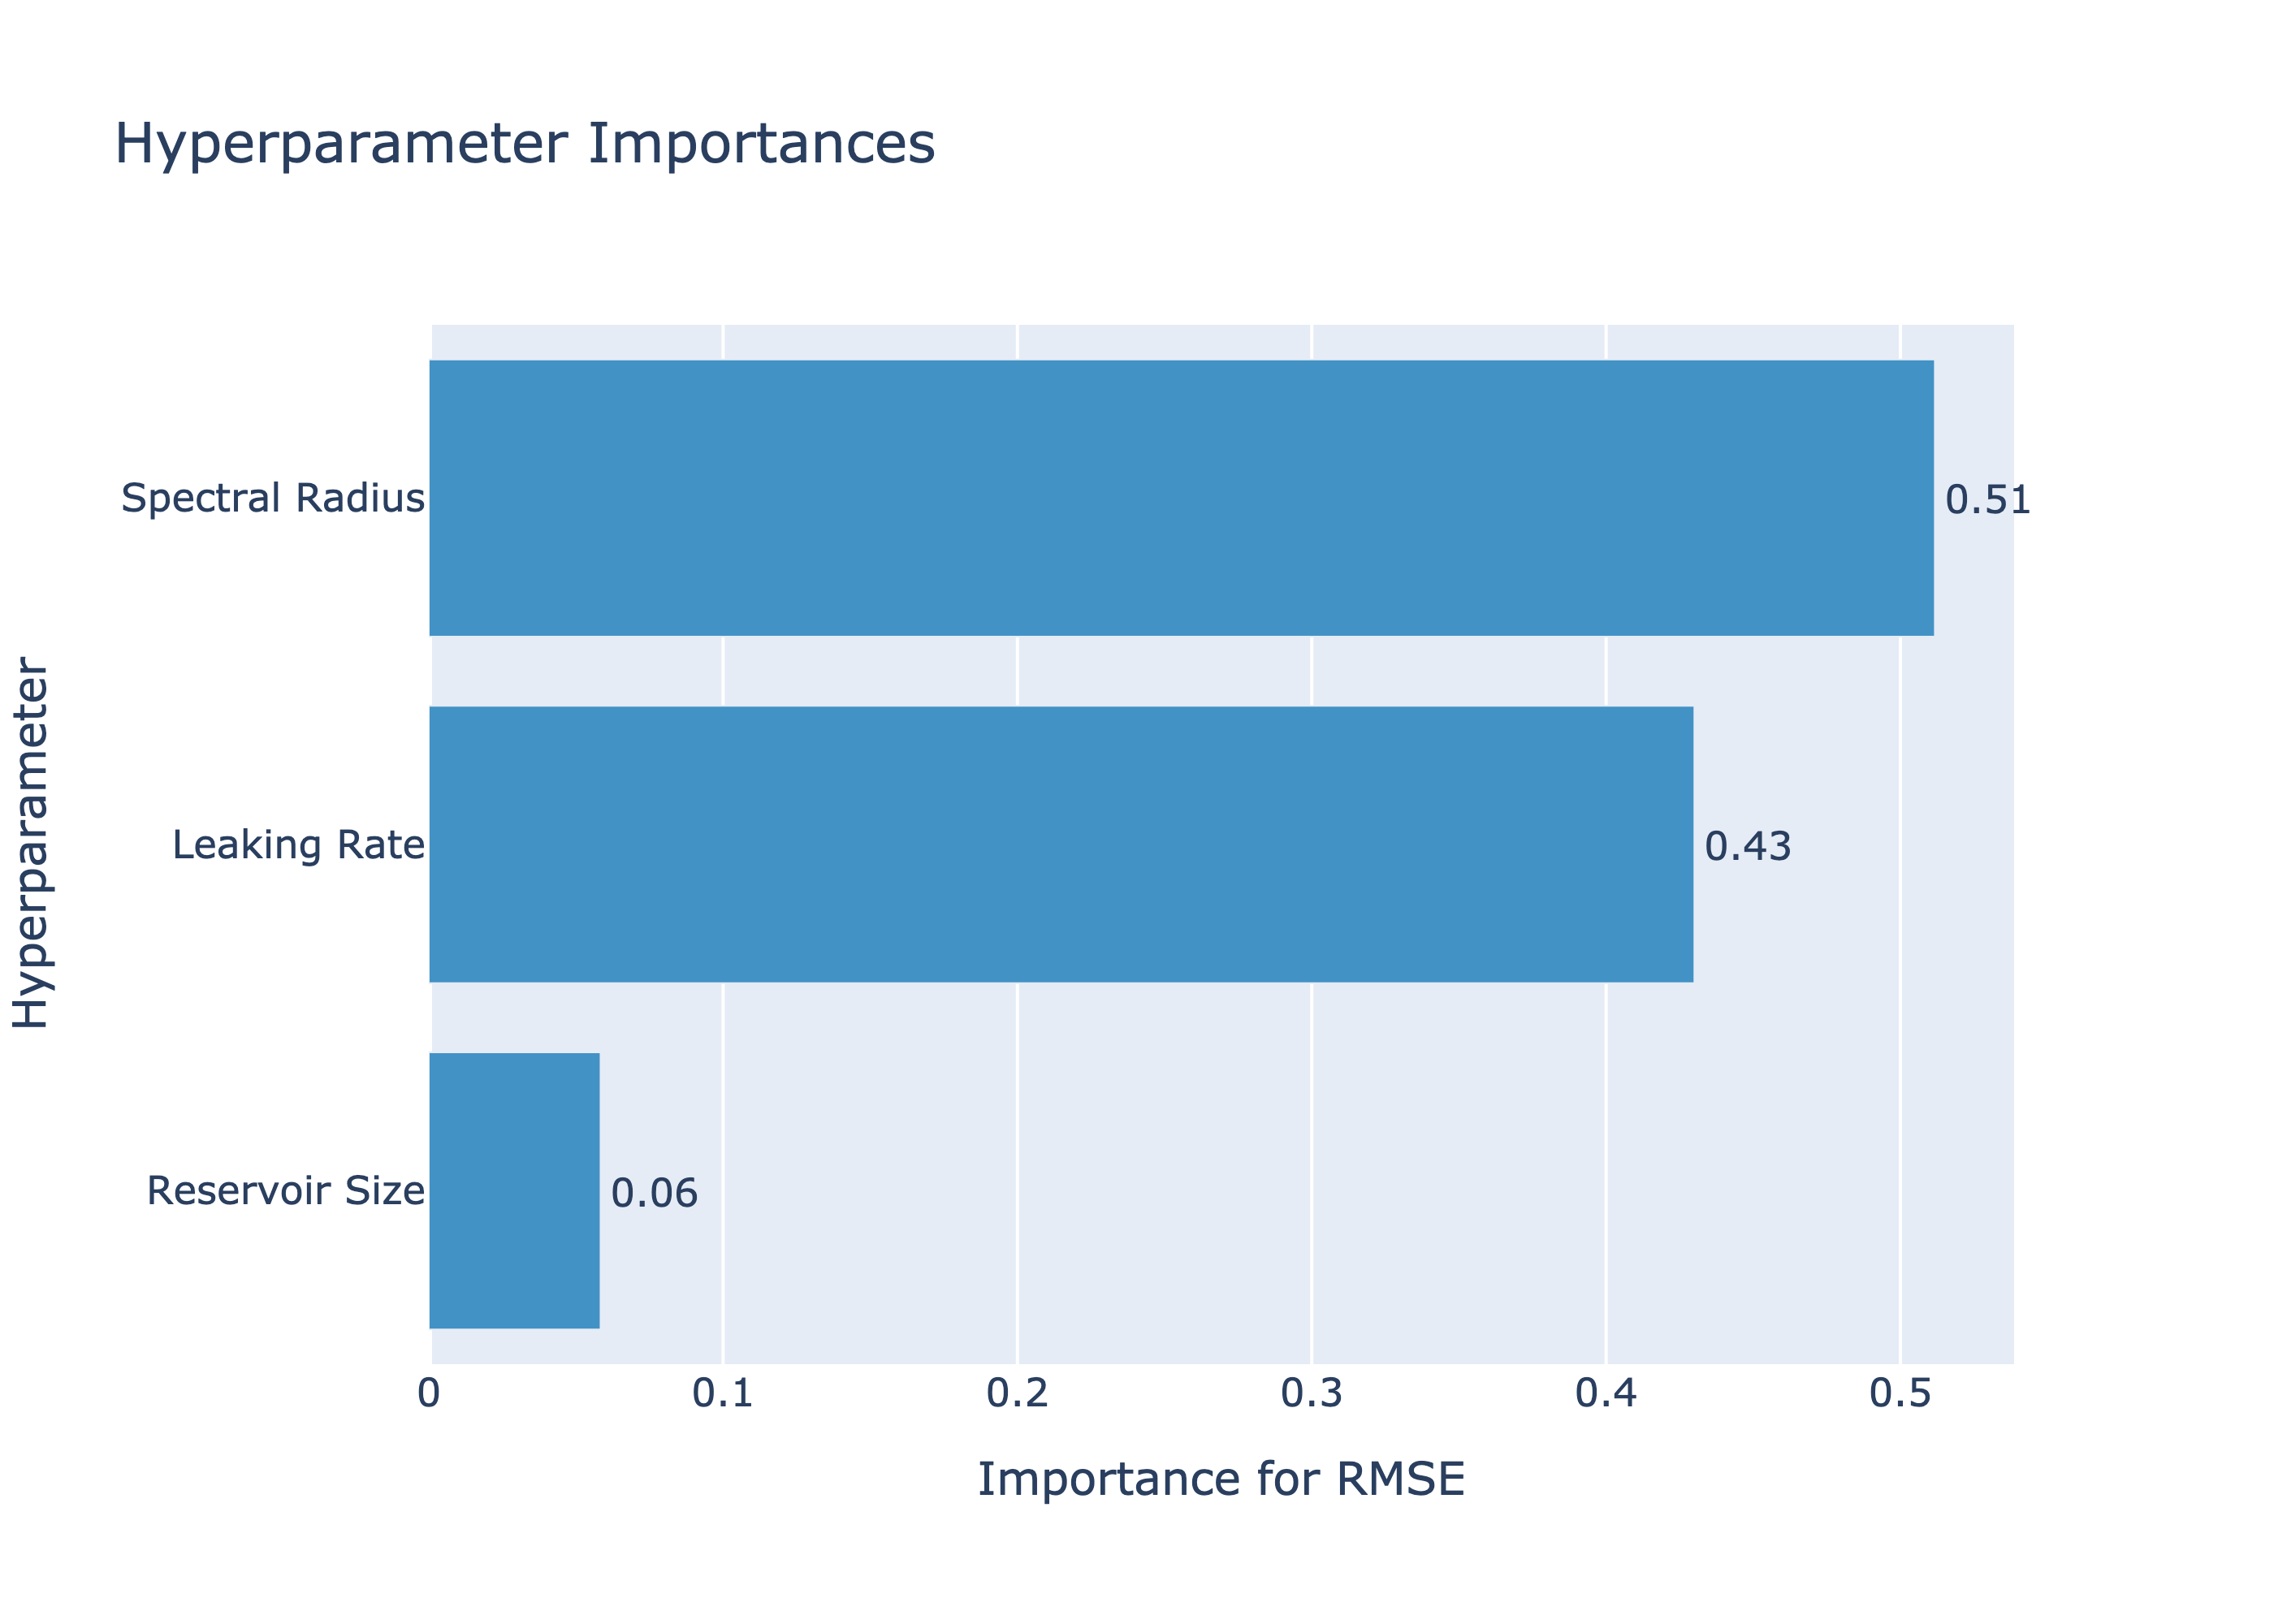 Hyperparameter Importances
Hyperparameter
Spectral Radius
0.51
Leaking Rate
0.43
Reservoir Size
0.06
0 0.1 0.2 0.3 0.4 0.5
Importance for RMSE